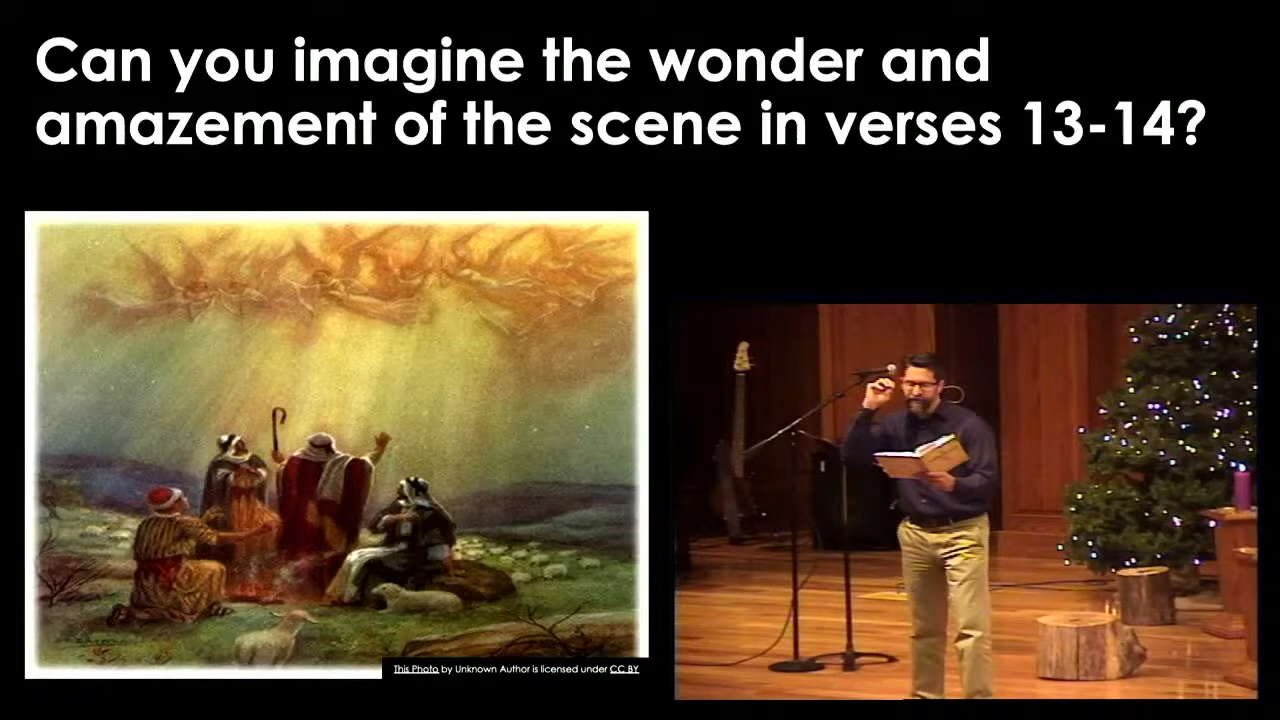 Can you imagine the wonder and
amazement of the scene in verses 13-14?
This Photo by Unknown Author is licensed under CC BY